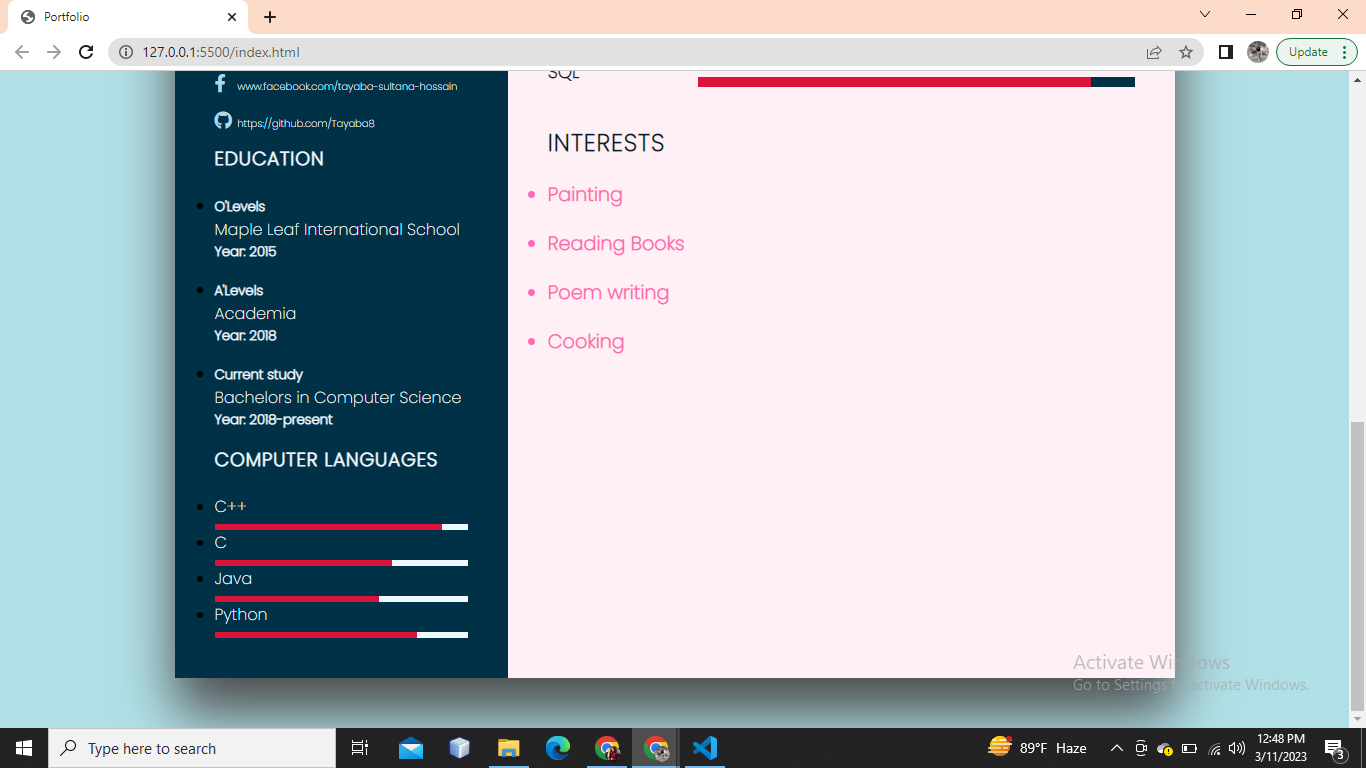 Portfolio
127.0.0.1:5500/index.html
Update
www.facebook.com/tayaba-sultana-hossain
https://github.com/Tayaba8
EDUCATION
O'Levels
Maple Leaf International School
Year: 2015
A'Levels
Academia
Year: 2018
Current study
Bachelors in Computer Science
Year: 2018-present
COMPUTER LANGUAGES
C++
C
Java
Python
SQL
INTERESTS
Painting
Reading Books
Poem writing
Cooking
Activate Windows
Go to Settings to activate Windows.
Type here to search
89°F Haze
12:48 PM
3/11/2023
3